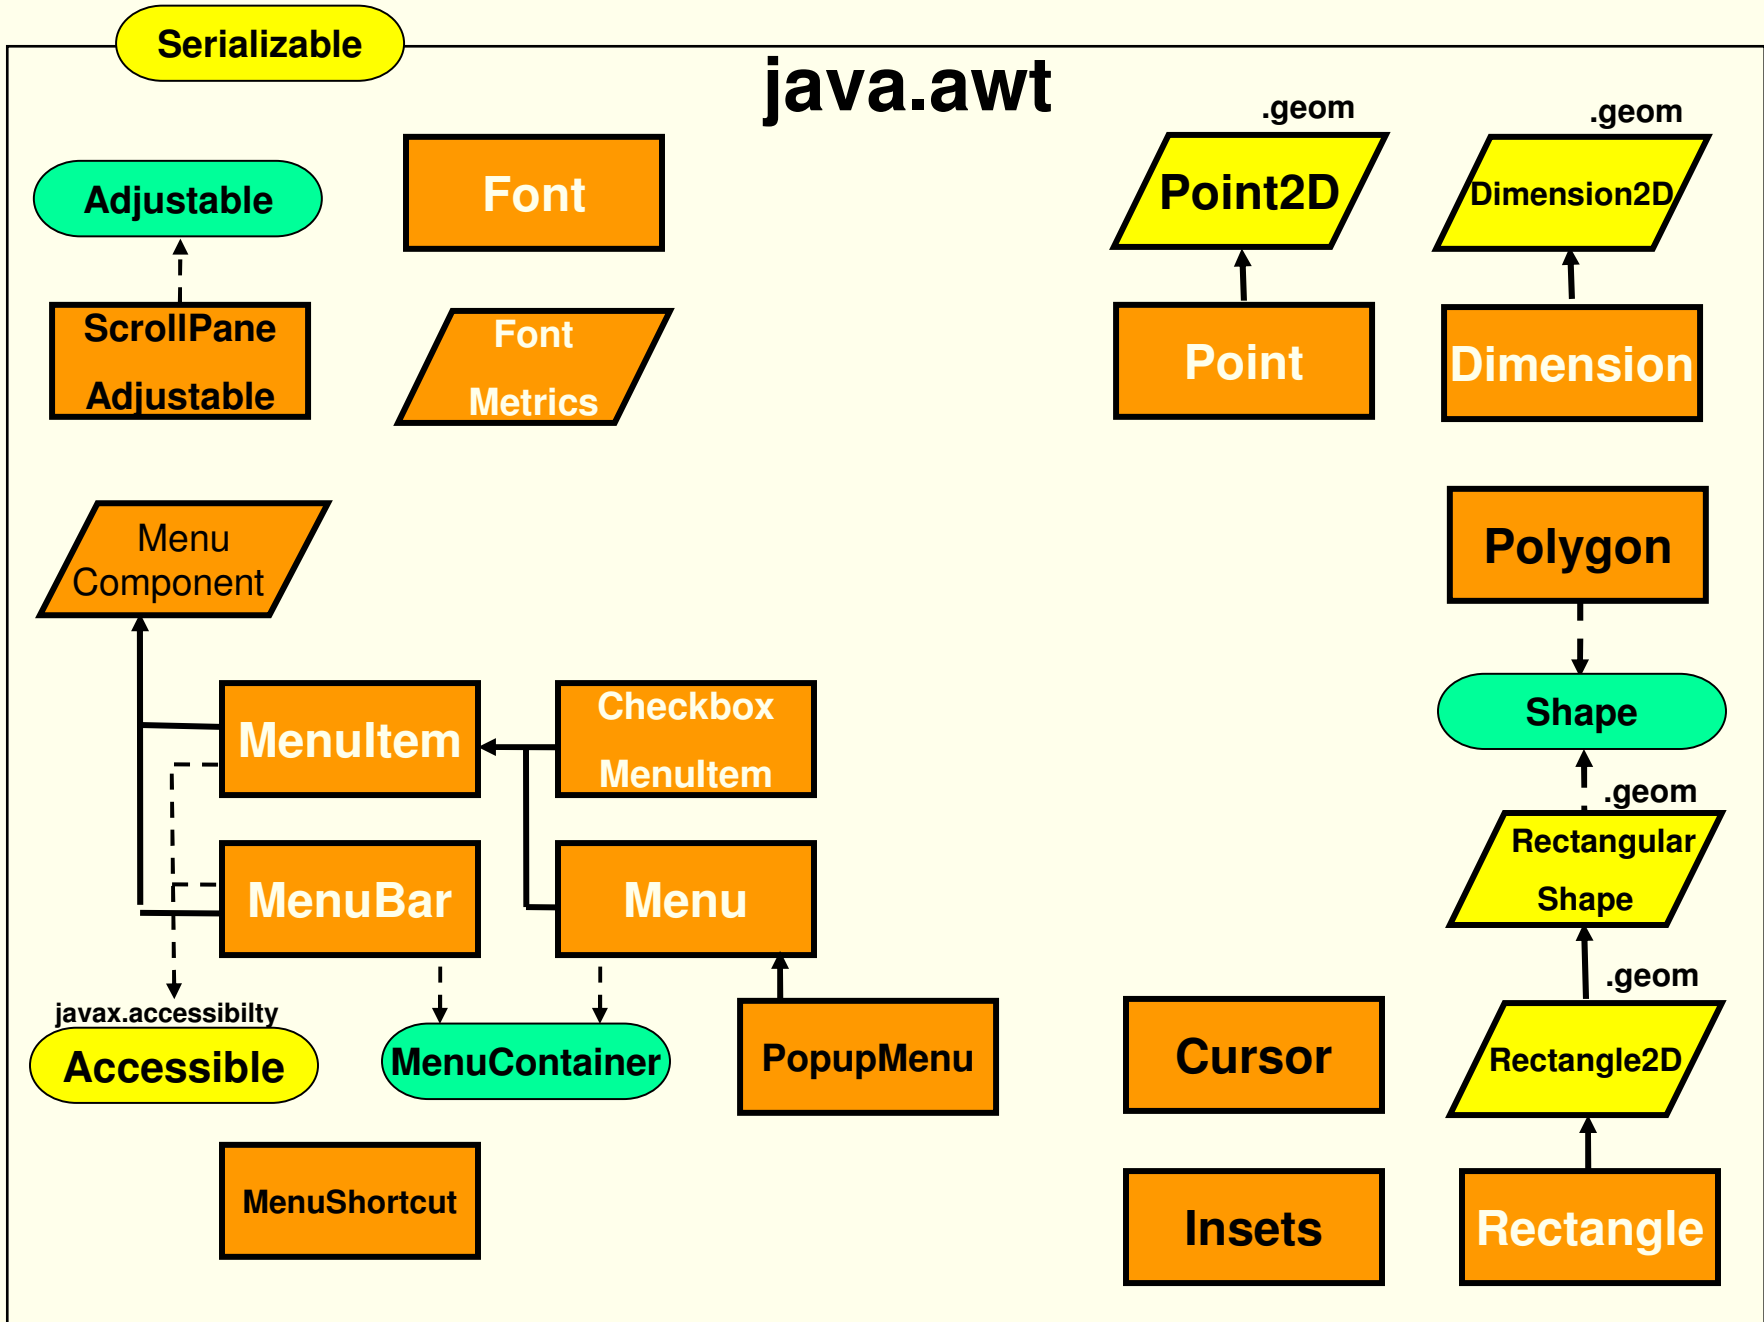 Serializable
java.awt
.geom
.geom
Adjustable
Font
Point2D
Dimension2D
ScrollPane
Adjustable
Font
Metrics
Point
Dimension
Menu
Component
Polygon
MenuItem
Checkbox
MenuItem
Shape
.geom
Rectangular
Shape
MenuBar
Menu
.geom
javax.accessibilty
Accessible
MenuContainer
PopupMenu
Cursor
Rectangle2D
MenuShortcut
Insets
Rectangle